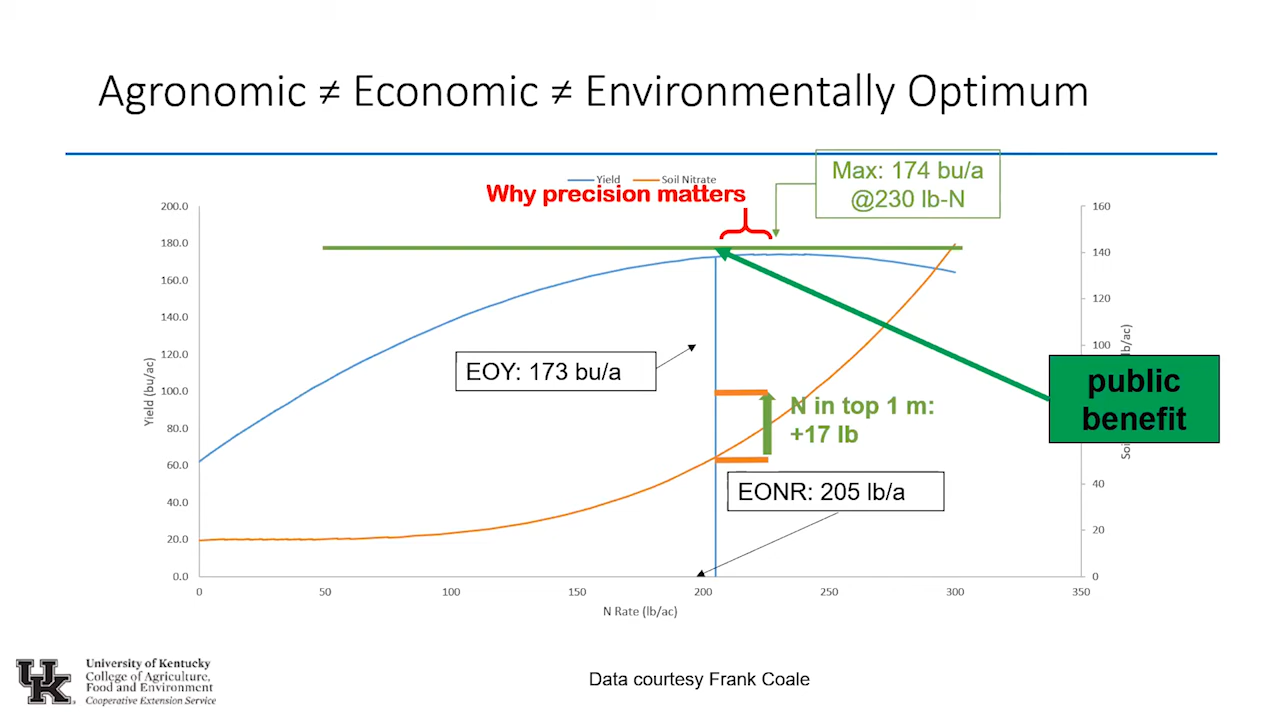 Agronomic ≠ Economic ≠ Environmentally Optimum
Yield
Soil Nitrate
Why precision matters
Max: 174 bu/a
@230 lb-N
200.0
180.0
160.0
140.0
120.0
100.0
80.0
60.0
40.0
20.0
0.0
Yield (bu/ac)
160
140
120
100
40
20
0
lb/ac)
EOY: 173 bu/a
N in top 1 m:
+17 lb
public
benefit
EONR: 205 lb/a
0
50
100
150
200
250
300
350
N Rate (lb/ac)
University of Kentucky
College of Agriculture,
Food and Environment
Cooperative Extension Service
UK
Data courtesy Frank Coale